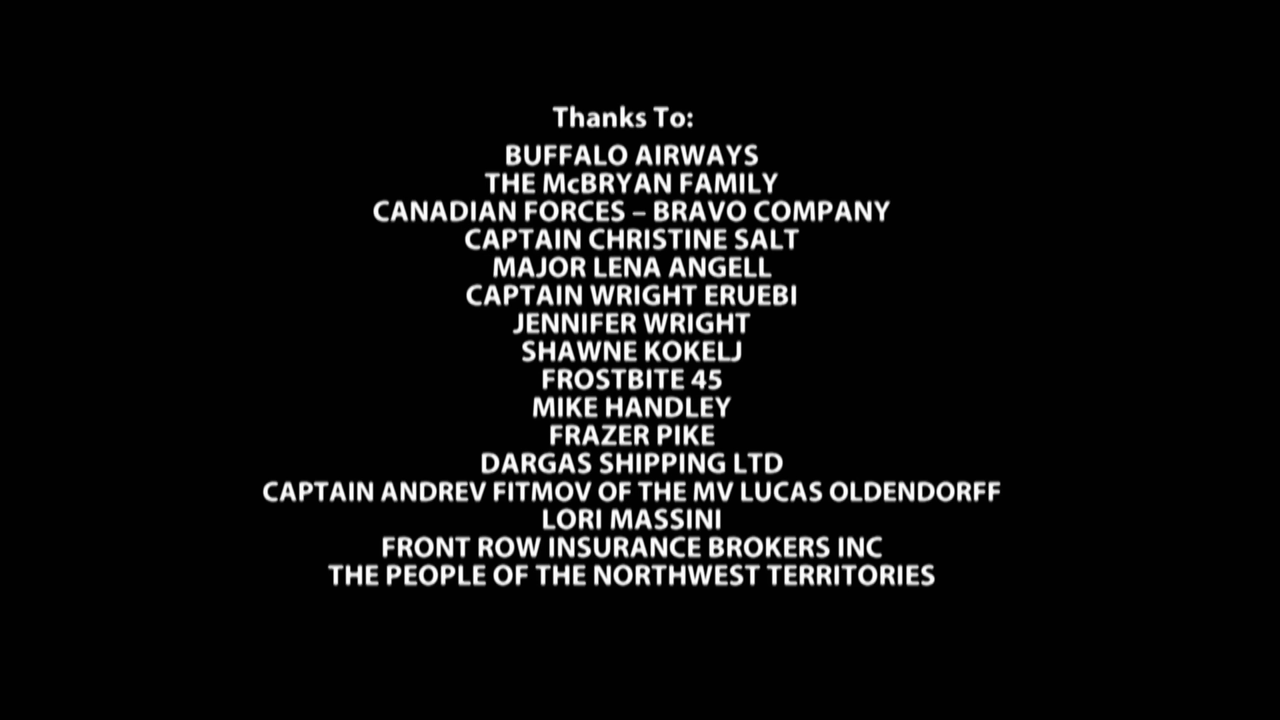 Thanks To:
BUFFALO AIRWAYS
THE McBRYAN FAMILY
CANADIAN FORCES – BRAVO COMPANY
CAPTAIN CHRISTINE SALT
MAJOR LENA ANGELL
CAPTAIN WRIGHT ERUEBI
JENNIFER WRIGHT
SHAWNE KOKELJ
FROSTBITE 45
MIKE HANDLEY
FRAZER PIKE
DARGAS SHIPPING LTD
CAPTAIN ANDREV FITMOV OF THE MV LUCAS OLDENDORFF
LORI MASSINI
FRONT ROW INSURANCE BROKERS INC
THE PEOPLE OF THE NORTHWEST TERRITORIES